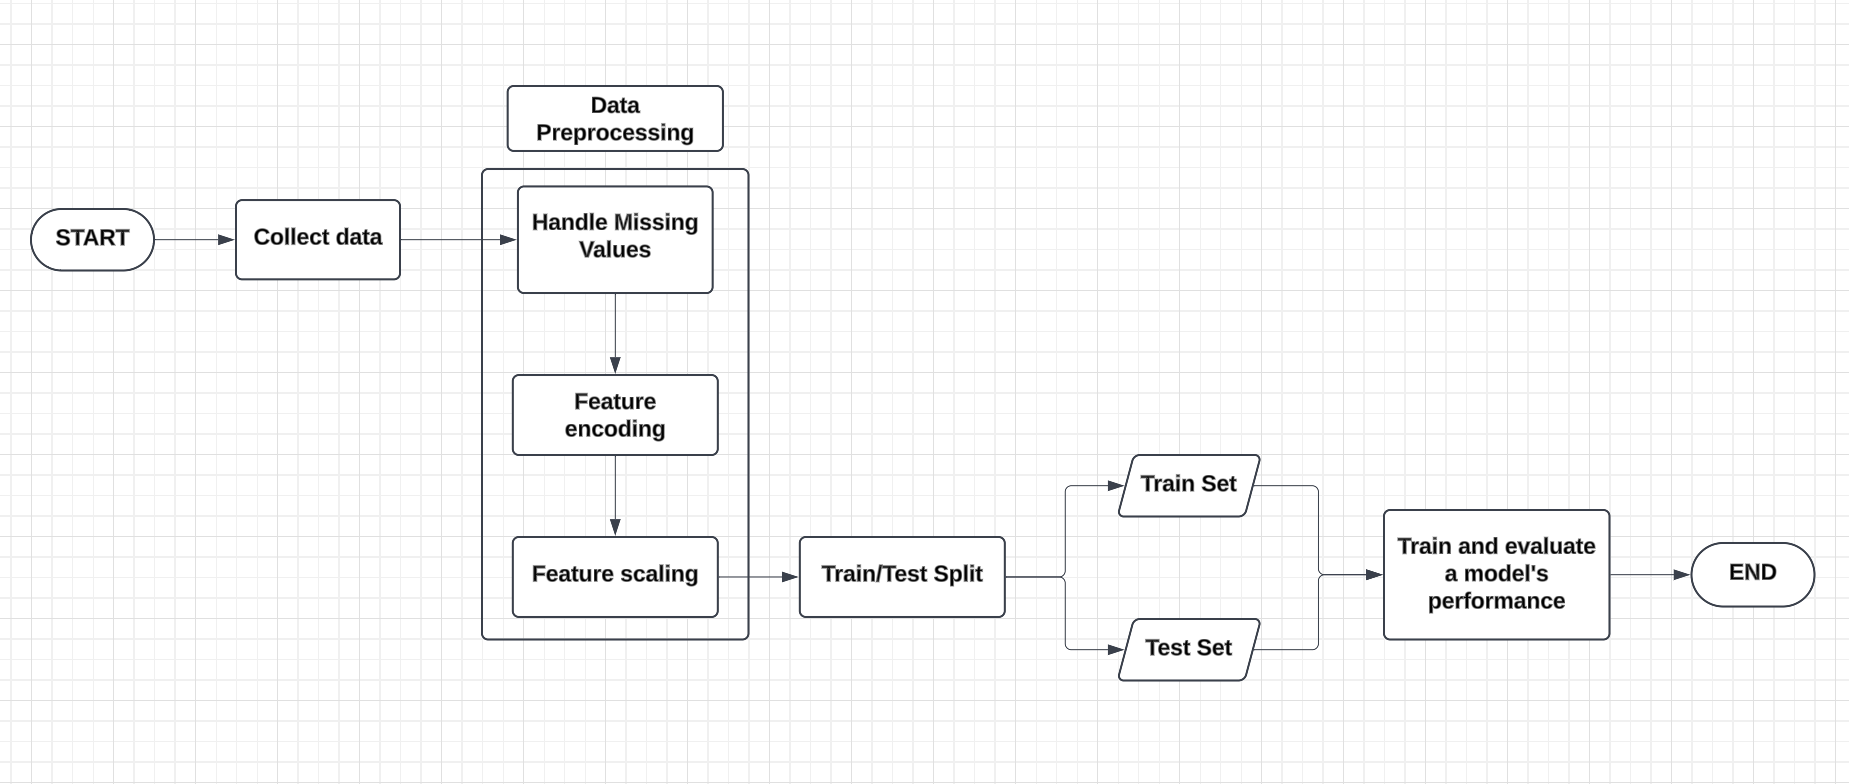 Data
Preprocessing
START
Collect data
Handle Missing
Values
Feature
encoding
Feature scaling
Train/Test Split
Train Set
Test Set
Train and evaluate
a model's
performance
END